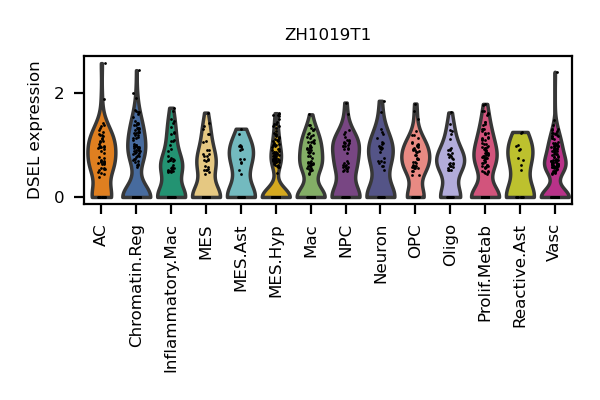 ZH1019T1
DSEL expression
2
0
AC
Chromatin.Reg
Inflammatory.Mac
MES
MES.Ast
MES.Hyp
Mac
NPC
Neuron
OPC
Oligo
Prolif.Metab
Reactive.Ast
Vasc